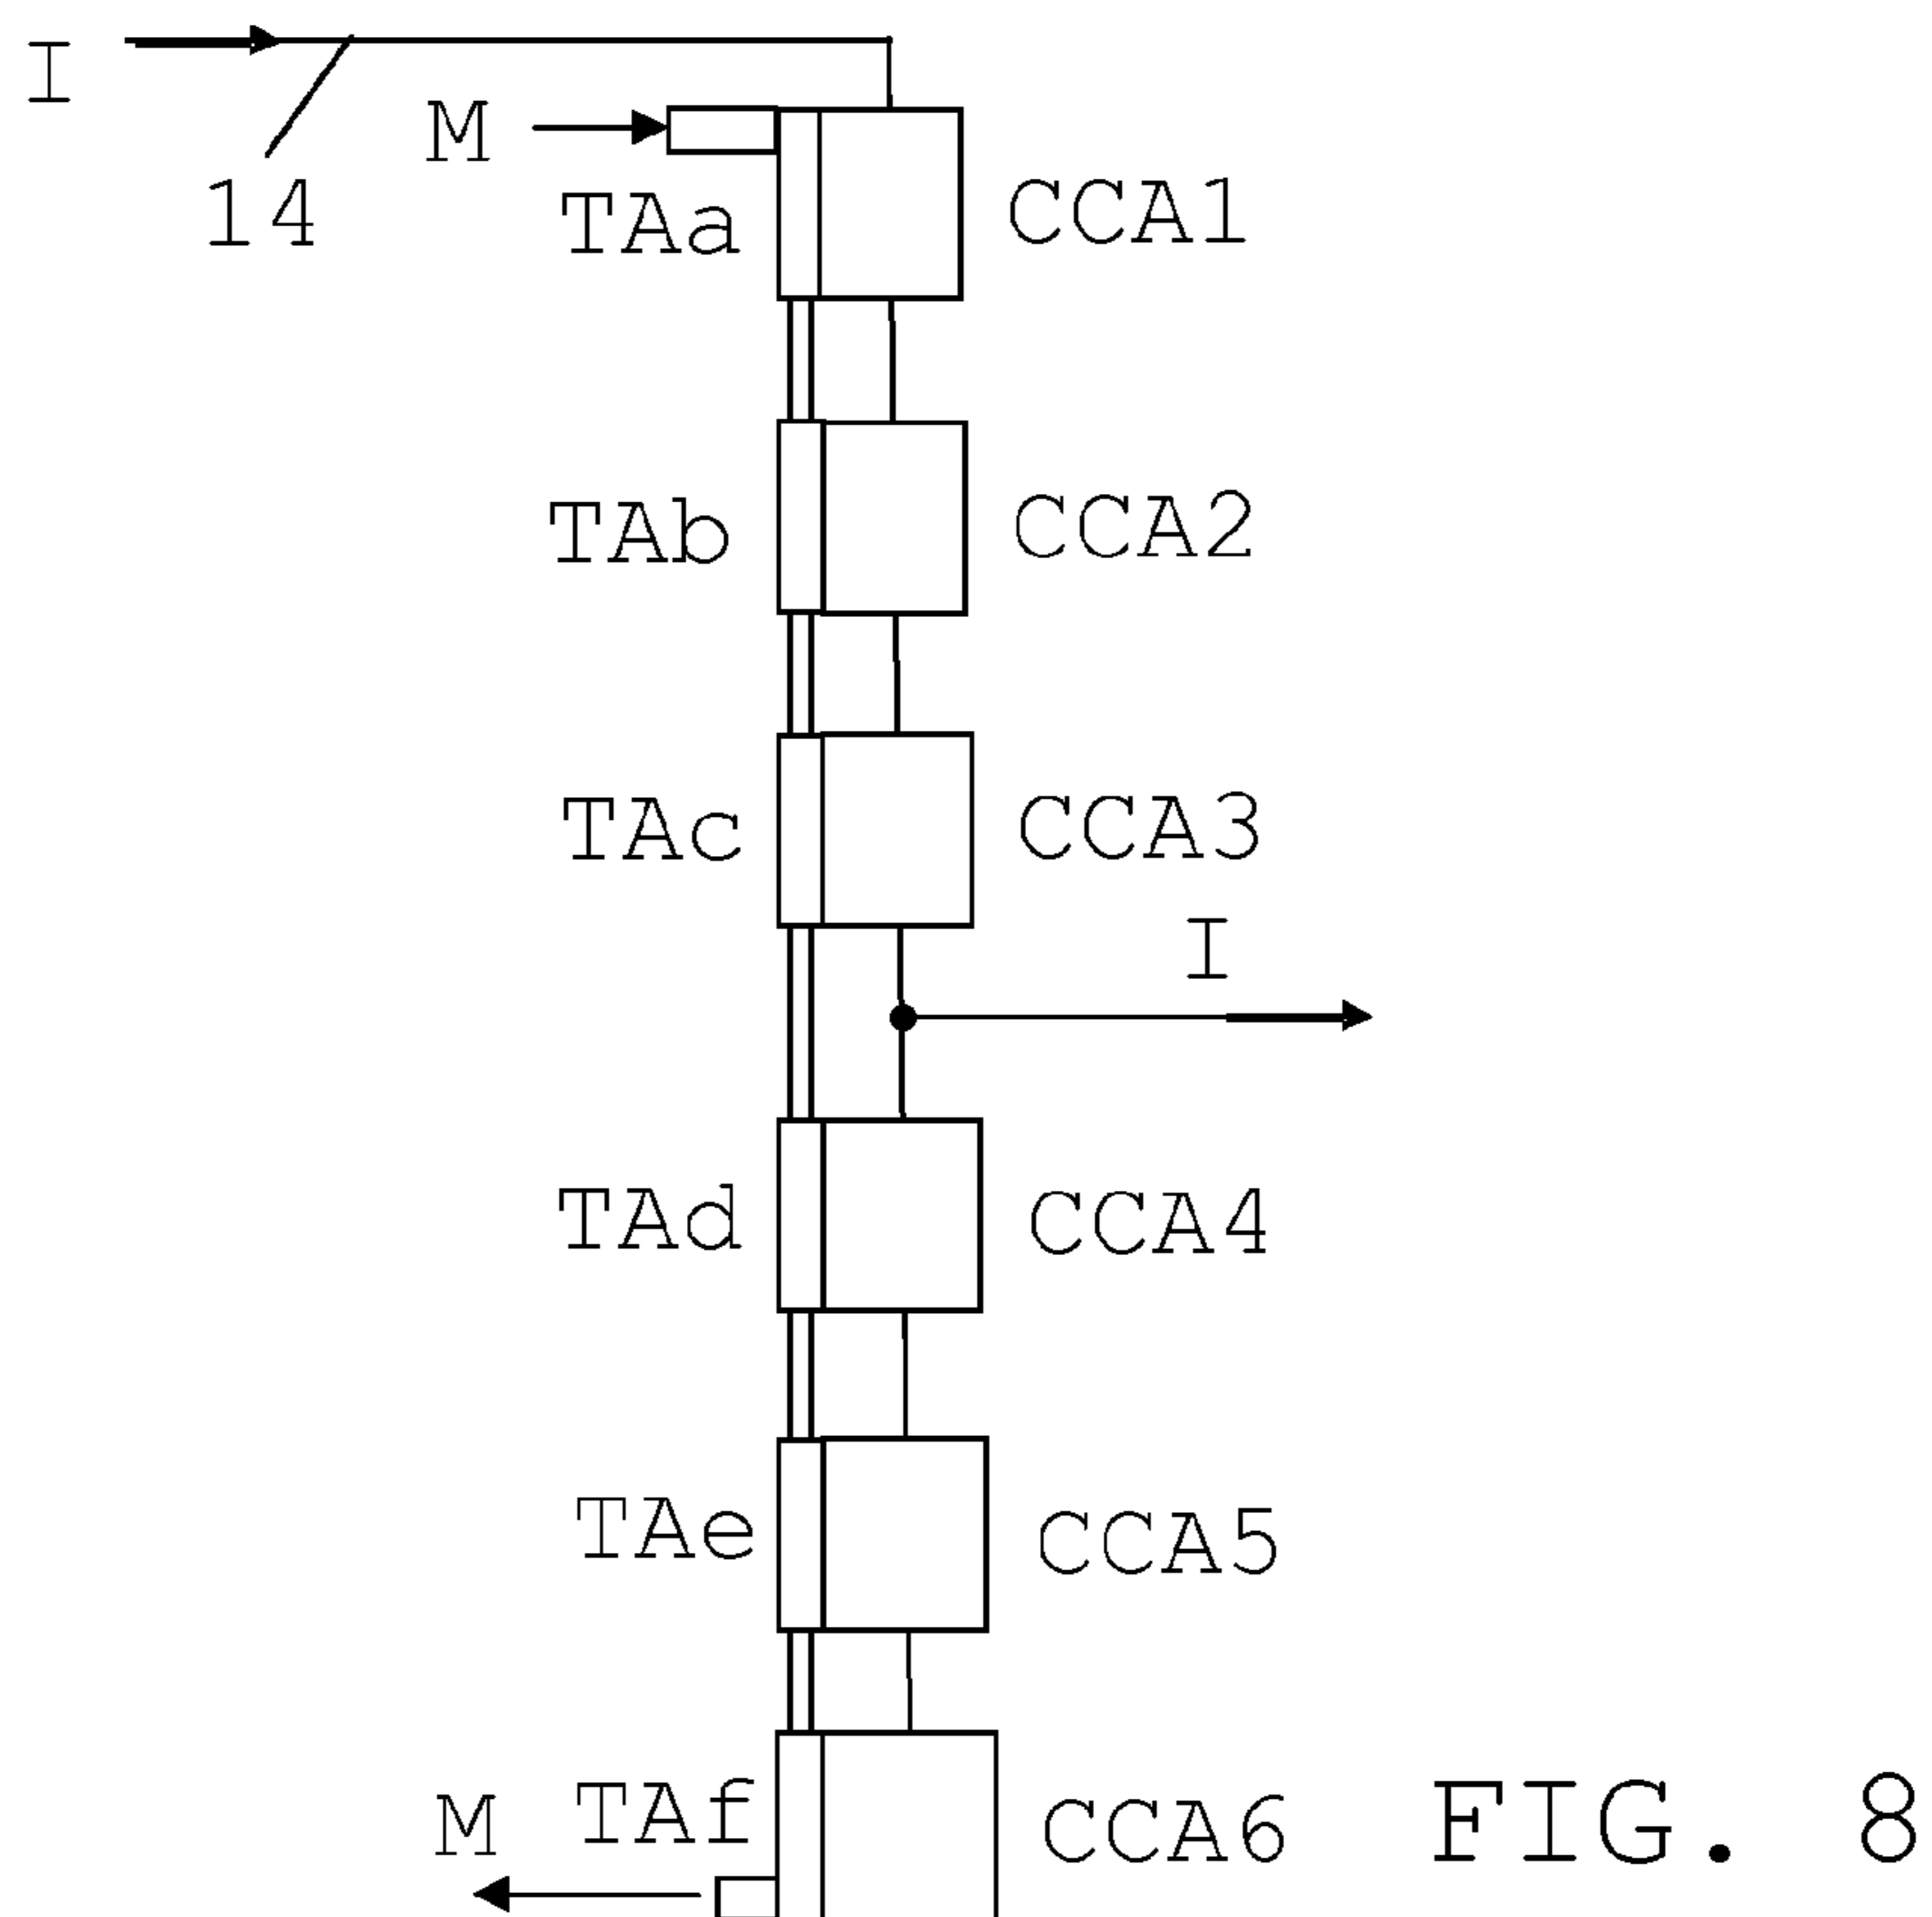 I
M
14
TAa
CCA1
TAb
CCA2
TAc
CCA3
I
TAd
CCA4
TAe
CCA5
M
TAf
CCA6
FIG. 8